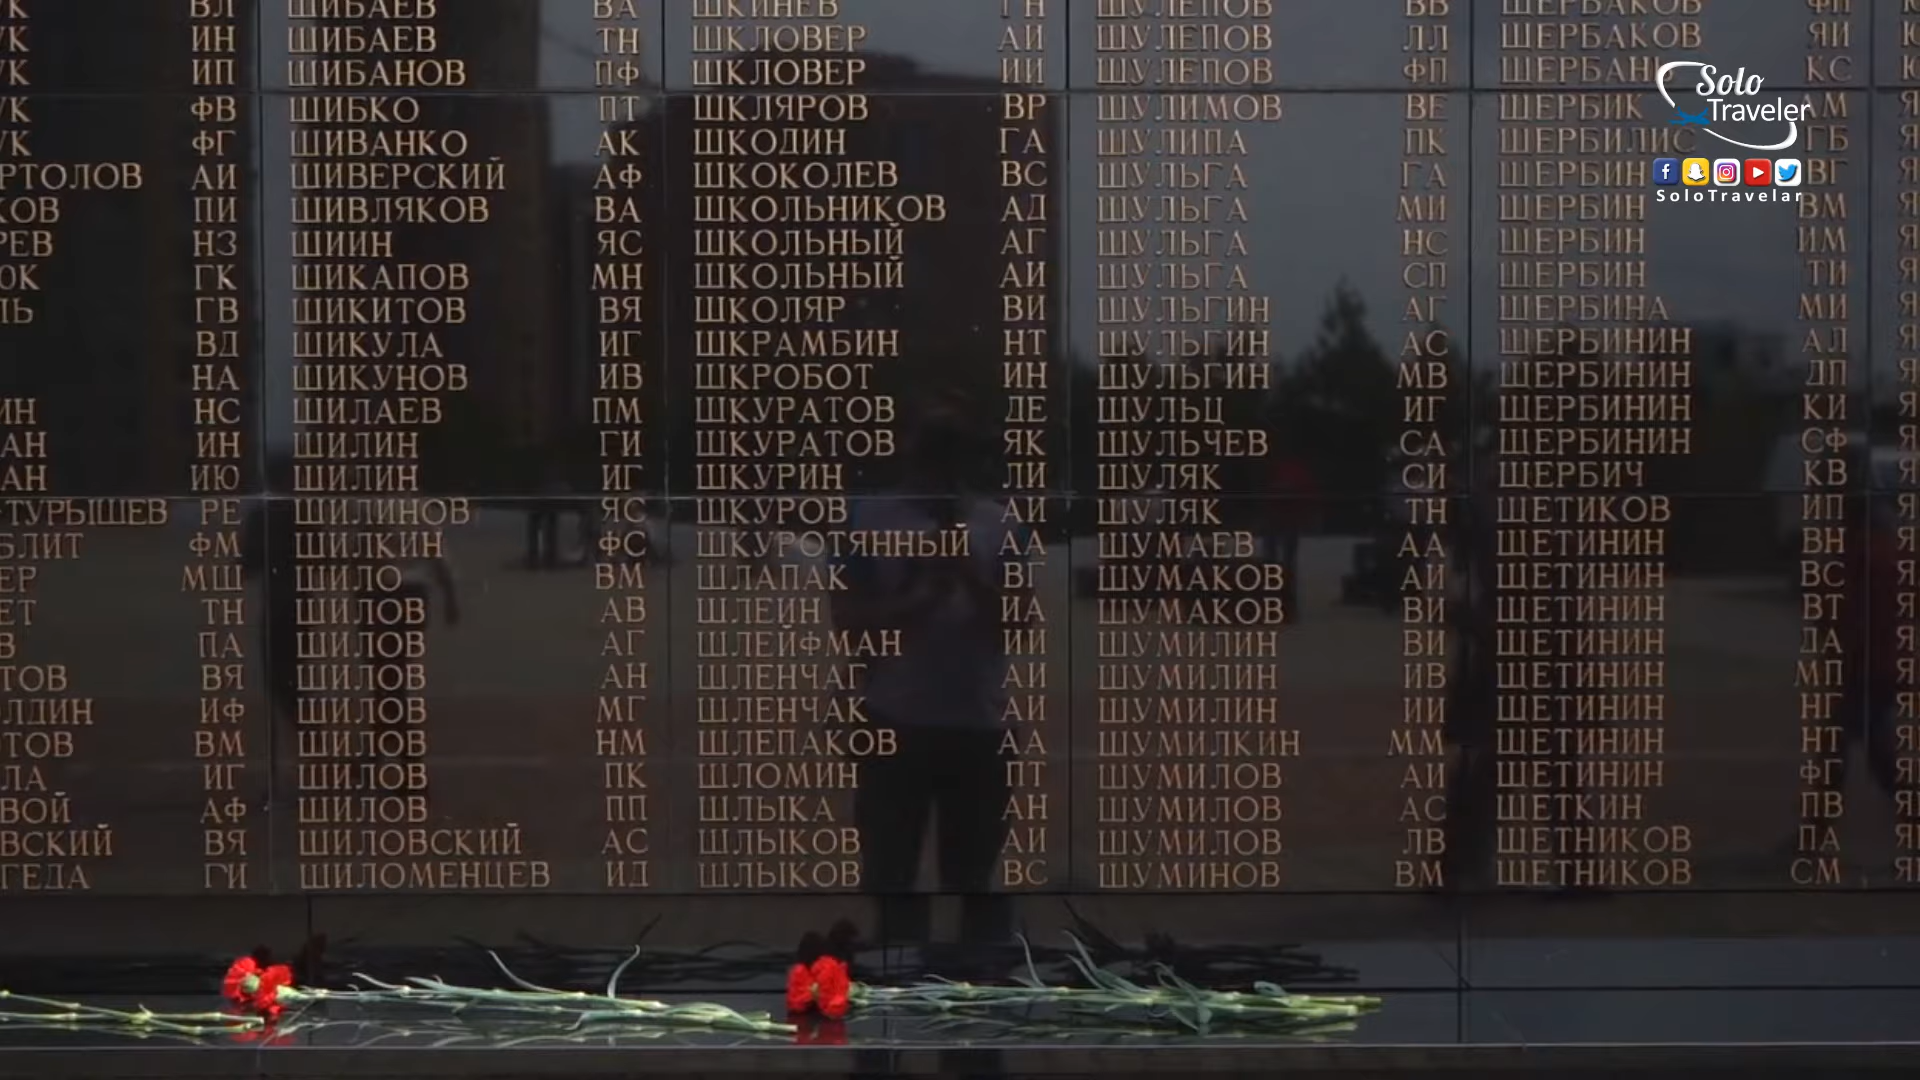 УК ВЛ ШИБАЕВ ВА ШКИНЕВ ГН ШУЛЕПОВ ВВ ЩЕРБАКОВ ФП
УК ИН ШИБАЕВ ТН ШКЛОВЕР АИ ШУЛЕПОВ ЛЛ ЩЕРБАКОВ ЯИ Ю
УК ИП ШИБАНОВ ПФ ШКЛОВЕР ИИ ШУЛЕПОВ ФП ЩЕРБАНЬ КС Ю
УК ФВ ШИБКО ПТ ШКЛЯРОВ ВР ШУЛИМОВ ВЕ ЩЕРБИК АМ
УК ФГ ШИВАНКО АК ШКОДИН ГА ШУЛИПА ПК ЩЕРБИЛИС ГБ
РТОЛОВ АИ ШИВЕРСКИЙ АФ ШКОКОЛЕВ ВС ШУЛЬГА ГА ЩЕРБИН ВГ Я
КОВ ПИ ШИВЛЯКОВ ВА ШКОЛЬНИКОВ АД ШУЛЬГА МИ ЩЕРБИН ВМ Я
РЕВ НЗ ШИИН ЯС ШКОЛЬНЫЙ АГ ШУЛЬГА НС ЩЕРБИН ИМ Я
ЮК ГК ШИКАПОВ МН ШКОЛЬНЫЙ АИ ШУЛЬГА СП ЩЕРБИН ТИ Я
ЛЬ ГВ ШИКИТОВ ВЯ ШКОЛЯР ВИ ШУЛЬГИН АГ ЩЕРБИНА МИ Я
ВД ШИКУЛА ИГ ШКРАМБИН НТ ШУЛЬГИН АС ЩЕРБИНИН АЛ Я
НА ШИКУНОВ ИВ ШКРОБОТ ИН ШУЛЬГИН МВ ЩЕРБИНИН ДП Я
ИН НС ШИЛАЕВ ПМ ШКУРАТОВ ДЕ ШУЛЬЦ ИГ ЩЕРБИНИН КИ Я
АН ИН ШИЛИН ГИ ШКУРАТОВ ЯК ШУЛЬЧЕВ СА ЩЕРБИНИН СФ Я
АН ИЮ ШИЛИН ИГ ШКУРИН ЛИ ШУЛЯК СИ ЩЕРБИЧ КВ Я
ТУРЫШЕВ РЕ ШИЛИНОВ ЯС ШКУРОВ АИ ШУЛЯК ТН ЩЕТИКОВ ИП Я
БЛИТ ФМ ШИЛКИН ФС ШКУРОТЯННЫЙ АА ШУМАЕВ АА ЩЕТИНИН ВН Я
ЕР МШ ШИЛО ВМ ШЛАПАК ВГ ШУМАКОВ АИ ЩЕТИНИН ВС Я
ЕТ ТН ШИЛОВ АВ ШЛЕИН ИА ШУМАКОВ ВИ ЩЕТИНИН ВТ Я
В ПА ШИЛОВ АГ ШЛЕЙФМАН ИИ ШУМИЛИН ВИ ЩЕТИНИН ДА Я
ТОВ ВЯ ШИЛОВ АН ШЛЕНЧАГ АИ ШУМИЛИН ИВ ЩЕТИНИН МП Я
ЛДИН ИФ ШИЛОВ МГ ШЛЕНЧАК АИ ШУМИЛИН ИИ ЩЕТИНИН НГ Я
ОТОВ ВМ ШИЛОВ НМ ШЛЕПАКОВ АА ШУМИЛКИН ММ ЩЕТИНИН НТ
ЛА ИГ ШИЛОВ ПК ШЛОМИН ПТ ШУМИЛОВ АИ ЩЕТИНИН ФГ
ВОЙ АФ ШИЛОВ ПП ШЛЫКА АН ШУМИЛОВ АС ЩЕТКИН ПВ
ВСКИЙ ВЯ ШИЛОВСКИЙ АС ШЛЫКОВ АИ ШУМИЛОВ ЛВ ЩЕТНИКОВ ПА
ГЕДА ГИ ШИЛОМЕНЦЕВ ИД ШЛЫКОВ ВС ШУМИНОВ ВМ ЩЕТНИКОВ СМ
Solo
Traveler
SoloTravelar